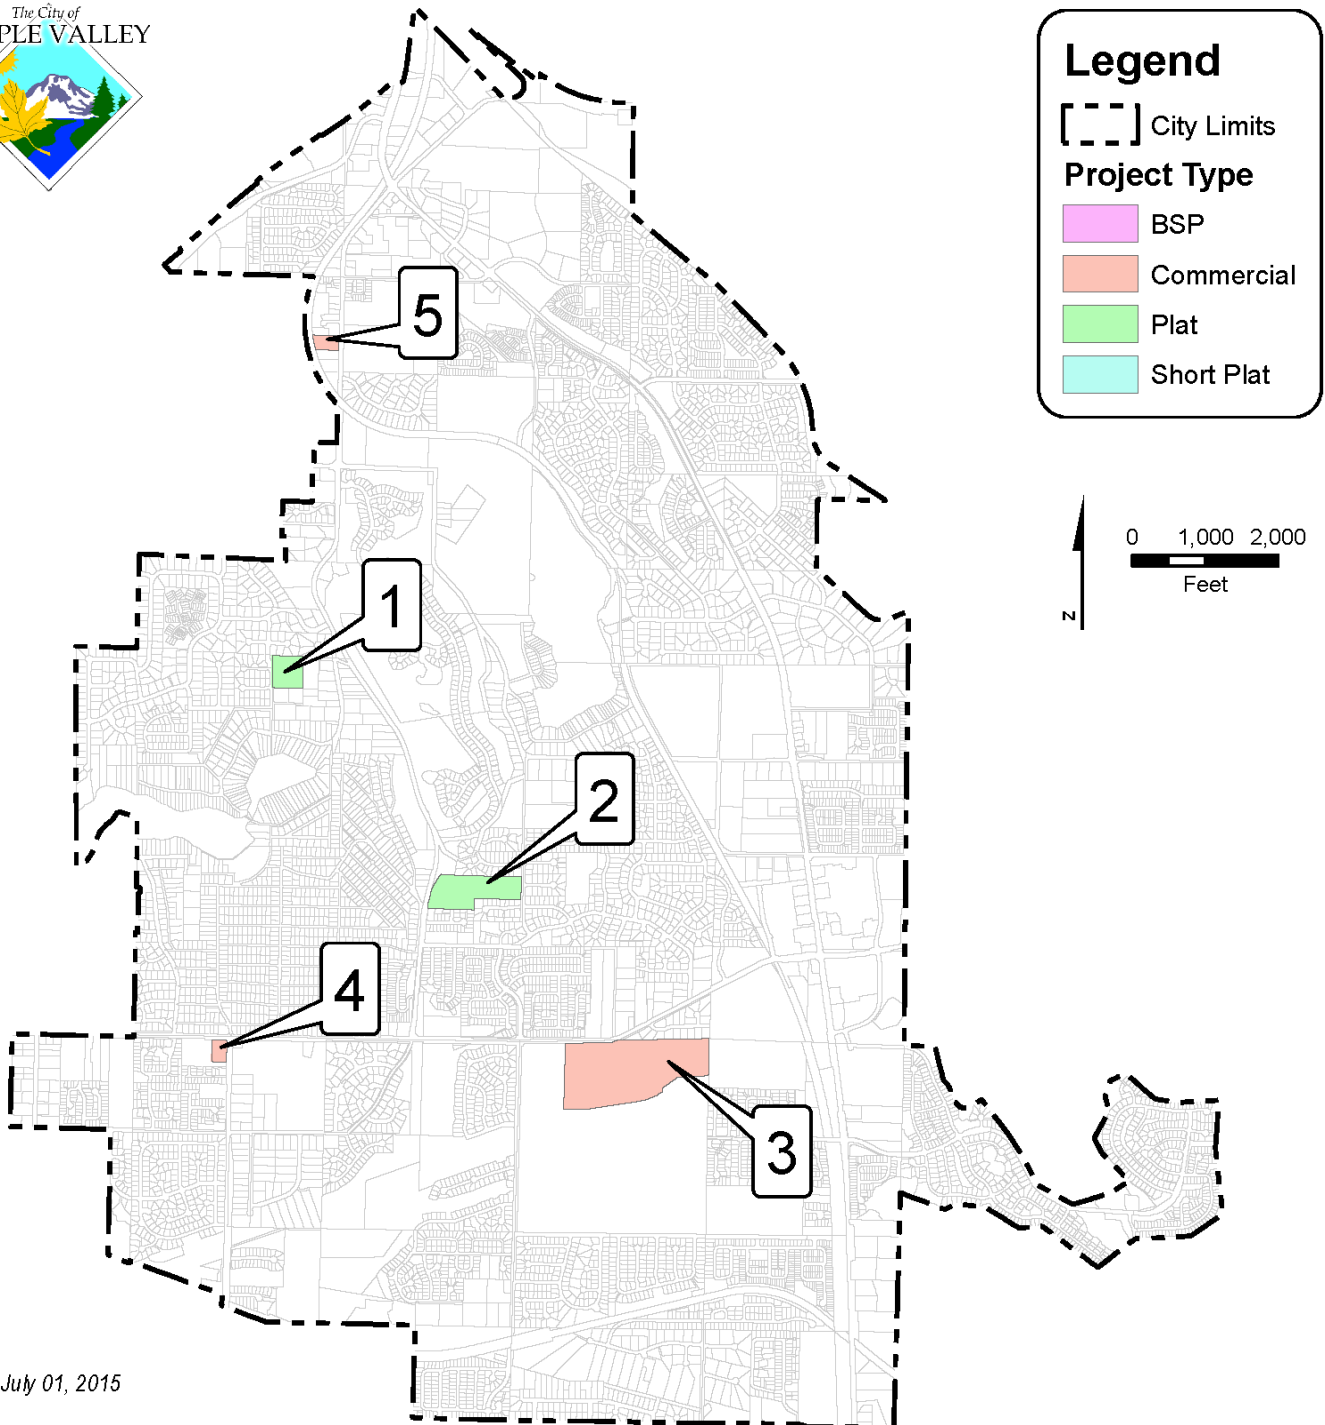 The City of
PLE VALLEY
Legend
City Limits
Project Type
BSP
Commercial
Plat
Short Plat
5
0 1,000 2,000
Feet
N
1
2
4
3
July 01, 2015